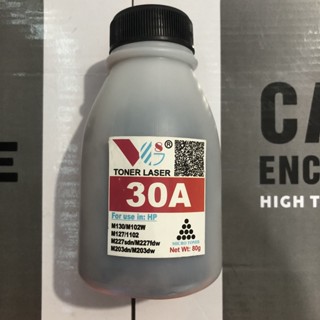 VS®
TONER LASER
30A
For use in: HP
M130/M102W
M127/1102
M227sdn/M227fdw
M203dn/M203dw
Net Wt: 80g
E
CA
ENC
HIGH T